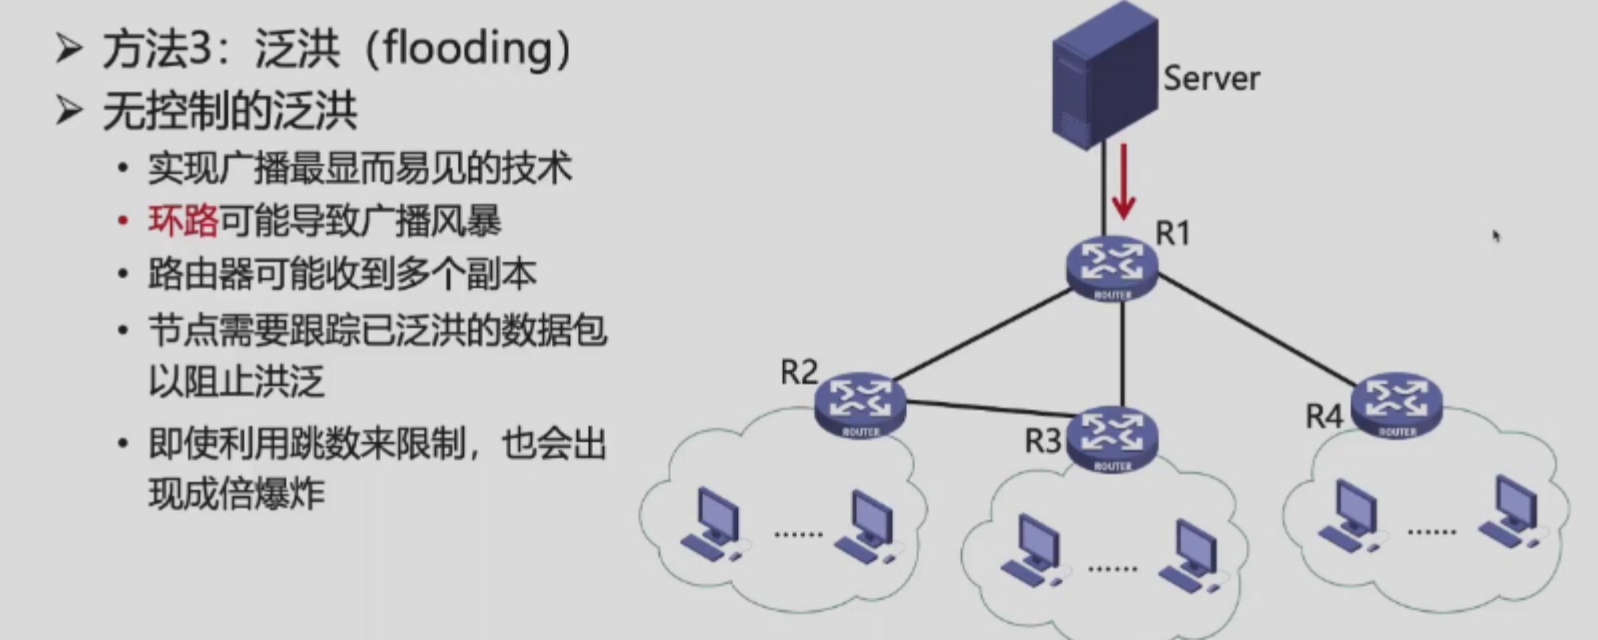 方法3：泛洪（flooding）
无控制的泛洪
实现广播最显而易见的技术
环路可能导致广播风暴
路由器可能收到多个副本
节点需要跟踪已泛洪的数据包
以阻止洪泛
即使利用跳数来限制，也会出
现成倍爆炸
Server
R1
ROUTER
R2
ROUTER
R3
ROUTER
R4
ROUTER
......
......
......